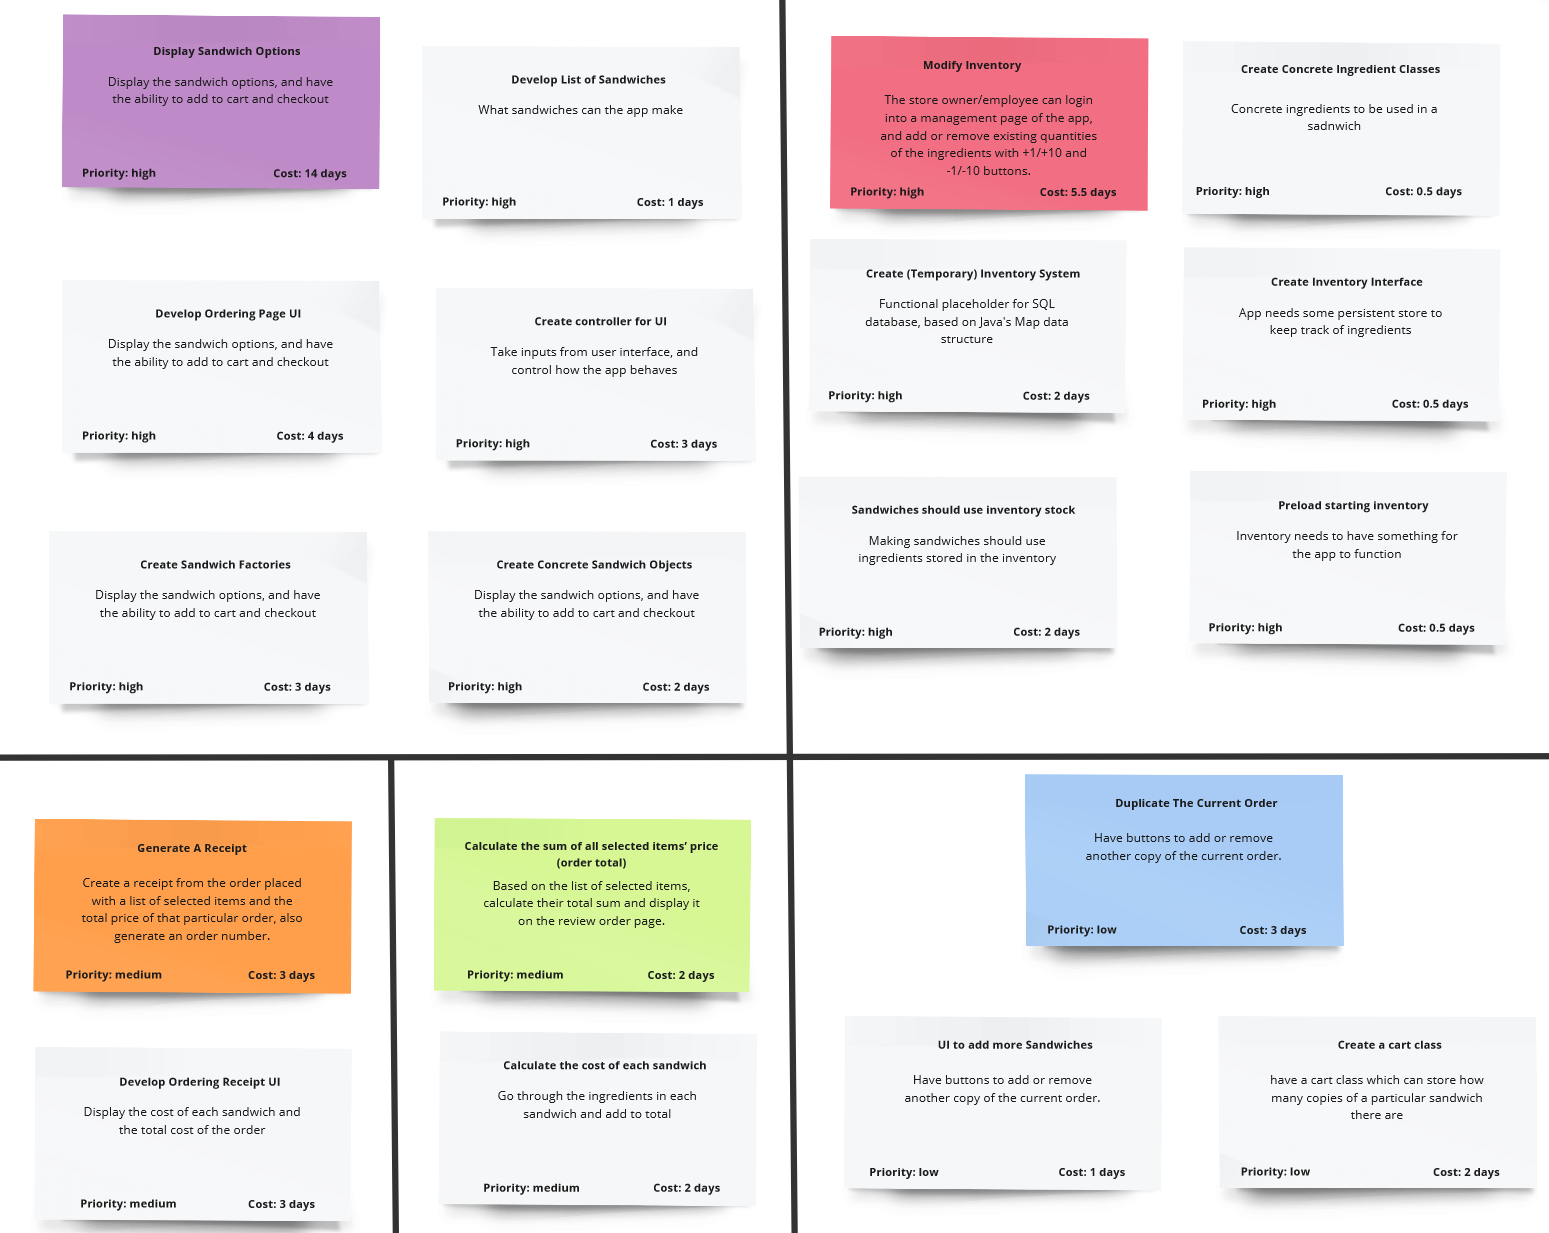 Display Sandwich Options
Display the sandwich options, and have
the ability to add to cart and checkout
Priority: high Cost: 14 days
Develop List of Sandwiches
What sandwiches can the app make
Priority: high Cost: 1 days
Develop Ordering Page UI
Display the sandwich options, and have
the ability to add to cart and checkout
Priority: high Cost: 4 days
Create controller for UI
Take inputs from user interface, and
control how the app behaves
Priority: high Cost: 3 days
Create Sandwich Factories
Display the sandwich options, and have
the ability to add to cart and checkout
Priority: high Cost: 3 days
Create Concrete Sandwich Objects
Display the sandwich options, and have
the ability to add to cart and checkout
Priority: high Cost: 2 days
Modify Inventory
The store owner/employee can login
into a management page of the app,
and add or remove existing quantities
of the ingredients with +1/+10 and
-1/-10 buttons.
Priority: high Cost: 5.5 days
Create Concrete Ingredient Classes
Concrete ingredients to be used in a
sadnwich
Priority: high Cost: 0.5 days
Create (Temporary) Inventory System
Functional placeholder for SQL
database, based on Java's Map data
structure
Priority: high Cost: 2 days
Create Inventory Interface
App needs some persistent store to
keep track of ingredients
Priority: high Cost: 0.5 days
Sandwiches should use inventory stock
Making sandwiches should use
ingredients stored in the inventory
Priority: high Cost: 2 days
Preload starting inventory
Inventory needs to have something for
the app to function
Priority: high Cost: 0.5 days
Generate A Receipt
Create a receipt from the order placed
with a list of selected items and the
total price of that particular order, also
generate an order number.
Priority: medium Cost: 3 days
Develop Ordering Receipt UI
Display the cost of each sandwich and
the total cost of the order
Priority: medium Cost: 3 days
Calculate the sum of all selected items’ price
(order total)
Based on the list of selected items,
calculate their total sum and display it
on the review order page.
Priority: medium Cost: 2 days
Calculate the cost of each sandwich
Go through the ingredients in each
sandwich and add to total
Priority: medium Cost: 2 days
Duplicate The Current Order
Have buttons to add or remove
another copy of the current order.
Priority: low Cost: 3 days
UI to add more Sandwiches
Have buttons to add or remove
another copy of the current order.
Priority: low Cost: 1 days
Create a cart class
have a cart class which can store how
many copies of a particular sandwich
there are
Priority: low Cost: 2 days